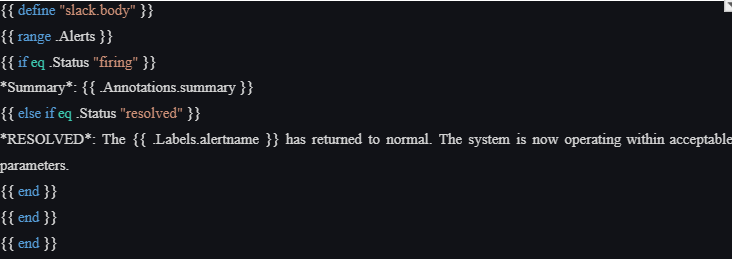 {{ define "slack.body" }}
{{ range .Alerts }}
{{ if eq .Status "firing" }}
*Summary*: {{ .Annotations.summary }}
{{ else if eq .Status "resolved" }}
*RESOLVED*: The {{ .Labels.alertname }} has returned to normal. The system is now operating within acceptable
parameters.
{{ end }}
{{ end }}
{{ end }}